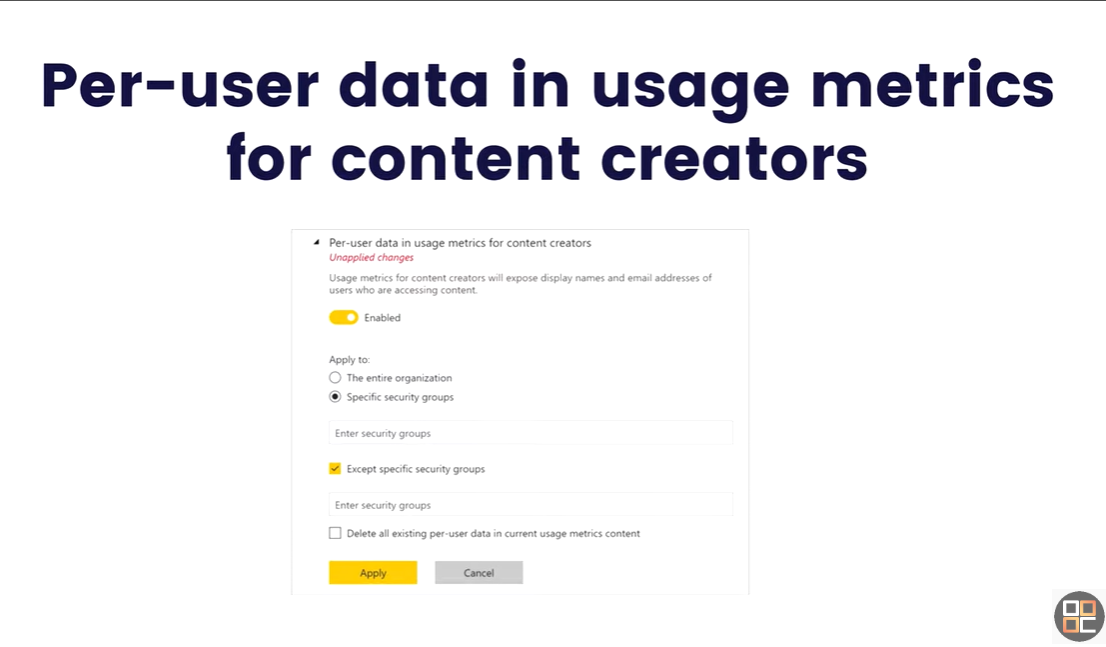 Per-user data in usage metrics
for content creators
Per-user data in usage metrics for content creators
Unapplied changes
Usage metrics for content creators will expose display names and email addresses of
users who are accessing content.
Enabled
Apply to:
The entire organization
Specific security groups
Enter security groups
Except specific security groups
Enter security groups
Delete all existing per-user data in current usage metrics content
Apply Cancel